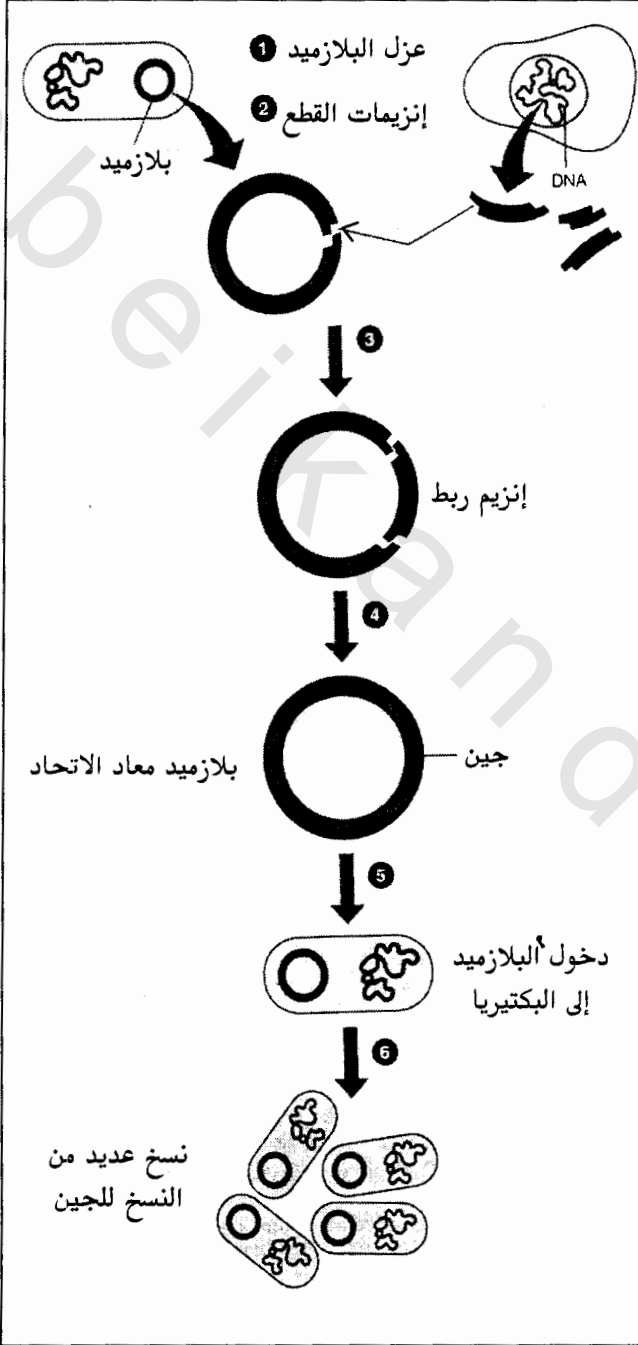 عزل البلازميد ❶
إنزيمات القطع ❷
بلازميد
DNA
❸
إنزيم ربط
❹
جين
بلازميد معاد الاتحاد
❺
دخول البلازميد
إلى البكتيريا
❻
نسخ عديد من
النسخ للجين
beikand